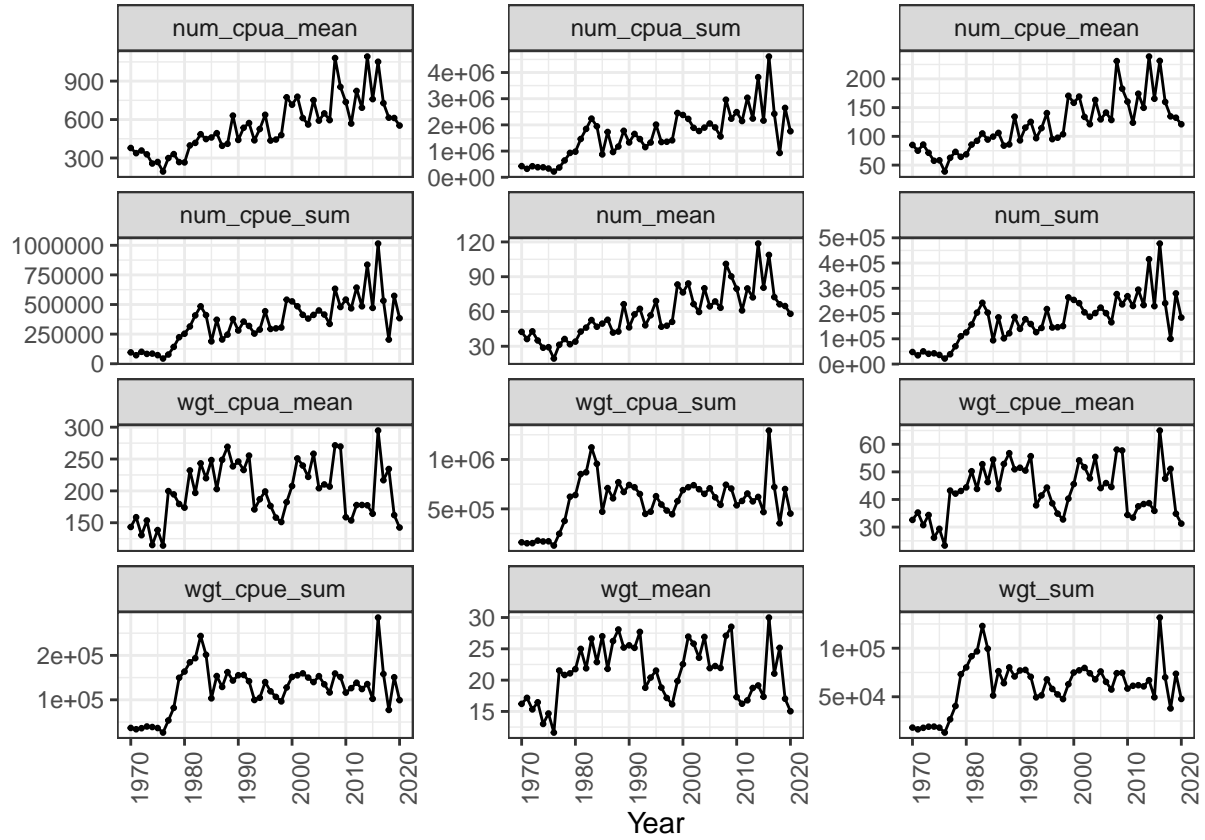 num_cpua_mean num_cpua_sum num_cpue_mean
900
600
300
4e+06
3e+06
2e+06
1e+06
0e+00
200
150
100
50
num_cpue_sum num_mean num_sum
1000000
750000
500000
250000
0
120
90
60
30
5e+05
4e+05
3e+05
2e+05
1e+05
0e+00
wgt_cpua_mean wgt_cpua_sum wgt_cpue_mean
300
250
200
150
1e+06
5e+05
60
50
40
30
wgt_cpue_sum wgt_mean wgt_sum
2e+05
1e+05
30
25
20
15
1e+05
5e+04
1970 1980 1990 2000 2010 2020 1970 1980 1990 2000 2010 2020 1970 1980 1990 2000 2010 2020
Year